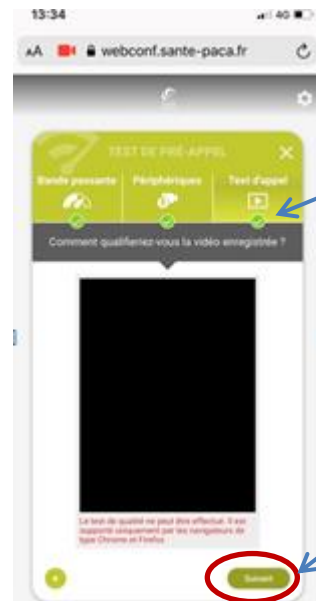 13:34
4G
AA webconf.sante-paca.fr
TEST DE PRÉ-APPEL
Bande passante Périphériques Test d'appel
Comment qualifieriez-vous la vidéo enregistrée ?
Le test de qualité ne peut être effectué. Il est
supporté uniquement par les navigateurs de
type Chrome et Firefox
Suivant